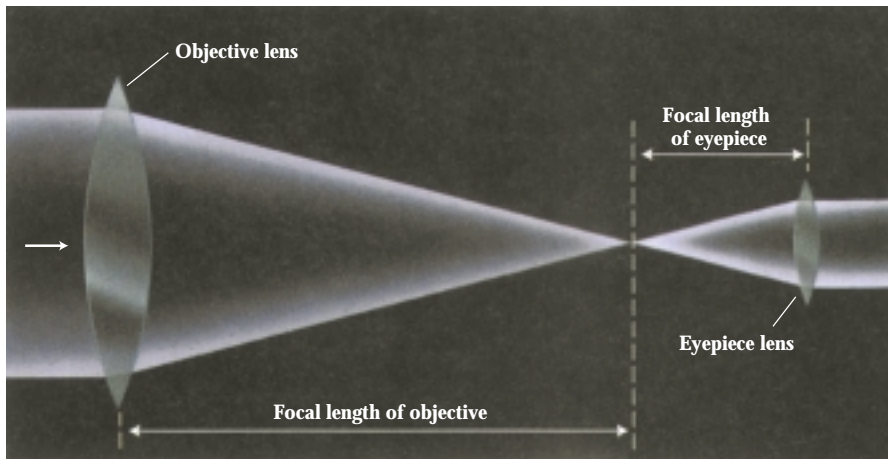 Objective lens
Focal length
of eyepiece
Eyepiece lens
Focal length of objective